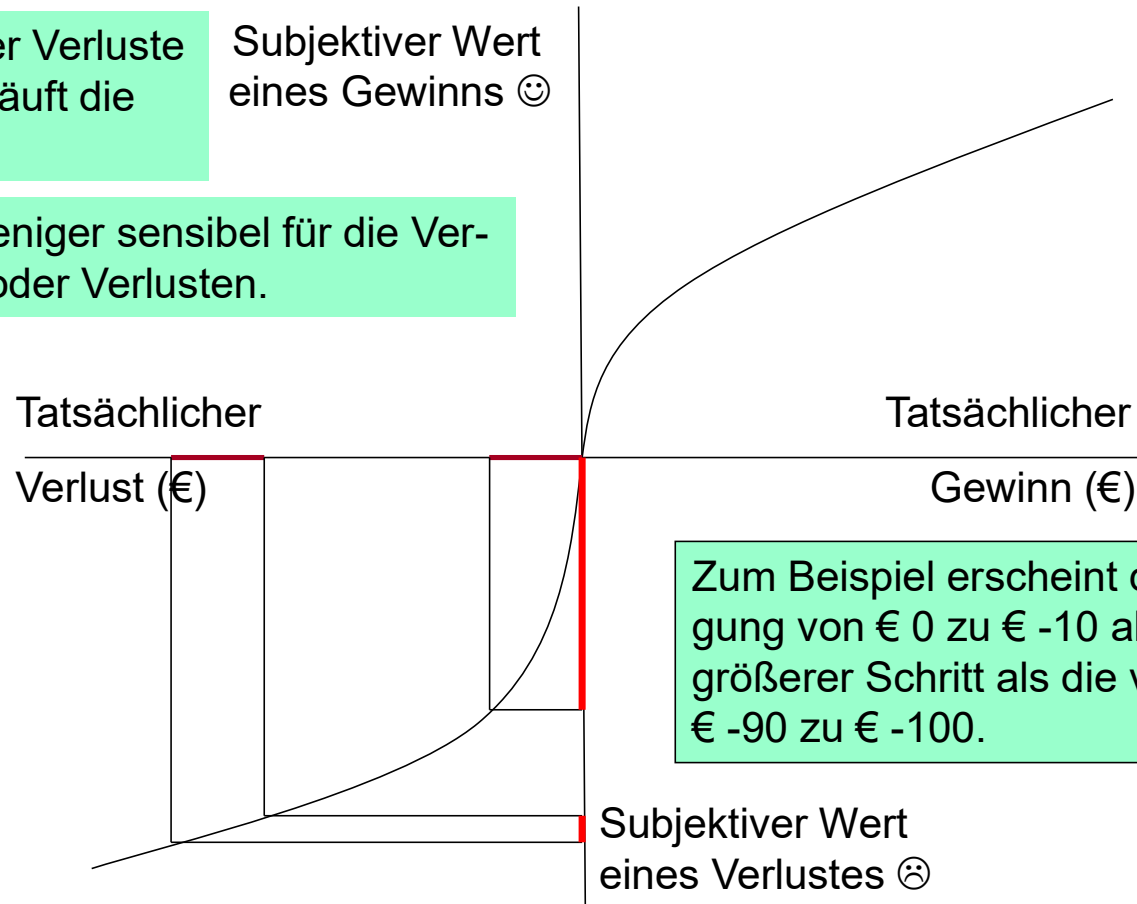 er Verluste
äuft die
Subjektiver Wert
eines Gewinns ☺
eniger sensibel für die Ver-
oder Verlusten.
Tatsächlicher
Verlust (€)
Tatsächlicher
Gewinn (€)
Zum Beispiel erscheint
gung von € 0 zu € -10
größerer Schritt als die
€ -90 zu € -100.
Subjektiver Wert
eines Verlustes ☹